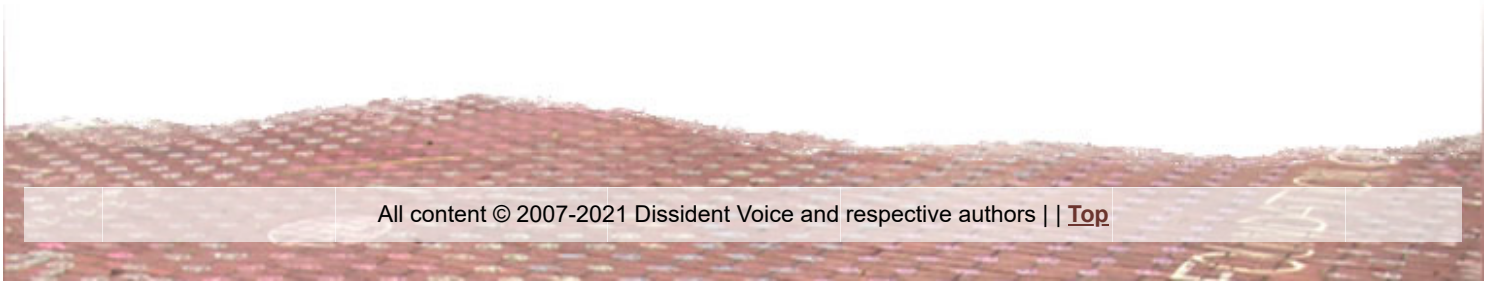 All content © 2007-2021 Dissident Voice and respective authors | | Top